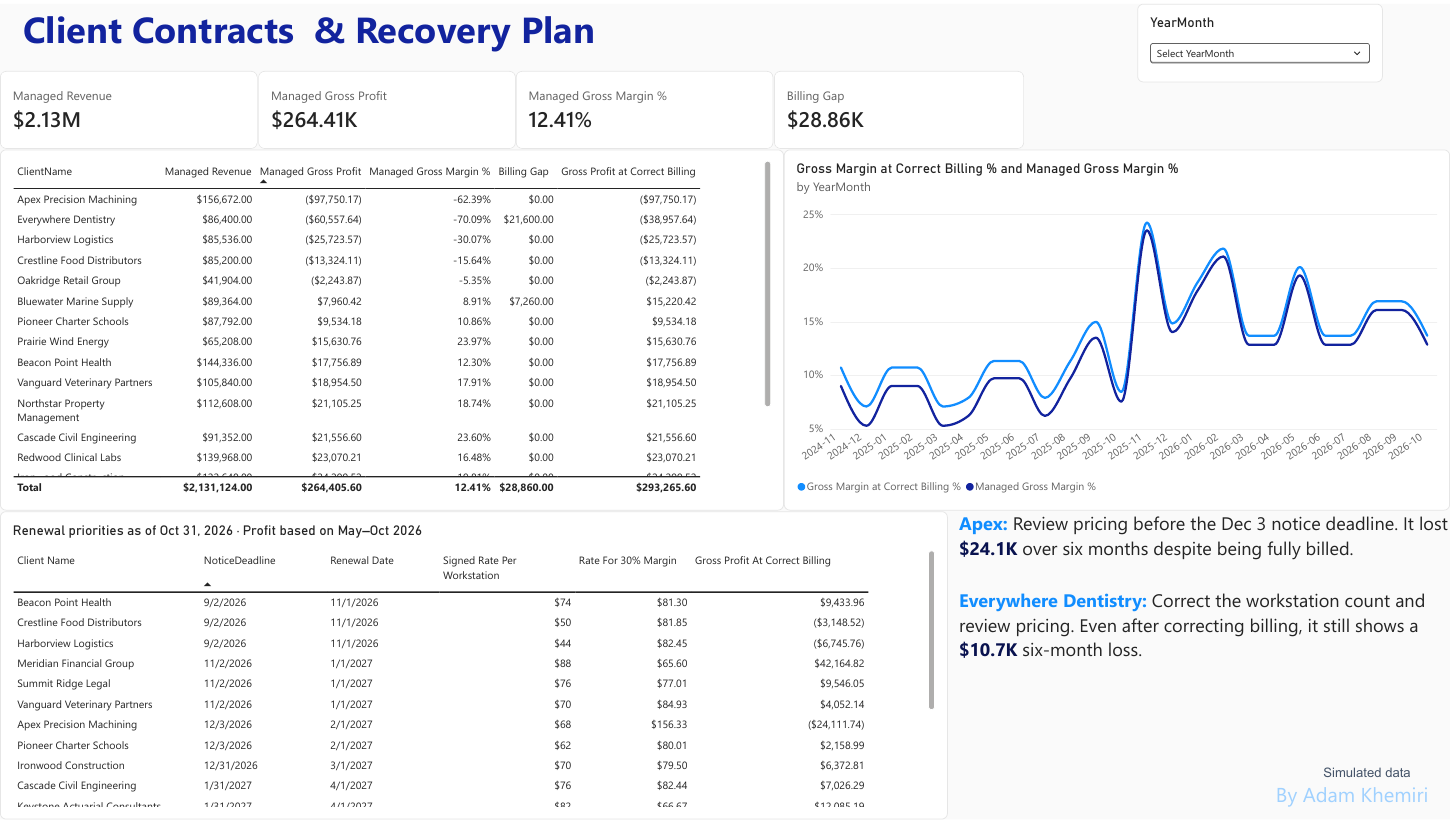 Client Contracts & Recovery Plan
YearMonth
Select YearMonth
Managed Revenue
$2.13M
Managed Gross Profit
$264.41K
Managed Gross Margin %
12.41%
Billing Gap
$28.86K
ClientName Managed Revenue Managed Gross Profit Managed Gross Margin % Billing Gap Gross Profit at Correct Billing
Apex Precision Machining $156,672.00 ($97,750.17) -62.39% $0.00 ($97,750.17)
Everywhere Dentistry $86,400.00 ($60,557.64) -70.09% $21,600.00 ($38,957.64)
Harborview Logistics $85,536.00 ($25,723.57) -30.07% $0.00 ($25,723.57)
Crestline Food Distributors $85,200.00 ($13,324.11) -15.64% $0.00 ($13,324.11)
Oakridge Retail Group $41,904.00 ($2,243.87) -5.35% $0.00 ($2,243.87)
Bluewater Marine Supply $89,364.00 $7,960.42 8.91% $7,260.00 $15,220.42
Pioneer Charter Schools $87,792.00 $9,534.18 10.86% $0.00 $9,534.18
Prairie Wind Energy $65,208.00 $15,630.76 23.97% $0.00 $15,630.76
Beacon Point Health $144,336.00 $17,756.89 12.30% $0.00 $17,756.89
Vanguard Veterinary Partners $105,840.00 $18,954.50 17.91% $0.00 $18,954.50
Northstar Property $112,608.00 $21,105.25 18.74% $0.00 $21,105.25
Management
Cascade Civil Engineering $91,352.00 $21,556.60 23.60% $0.00 $21,556.60
Redwood Clinical Labs $139,968.00 $23,070.21 16.48% $0.00 $23,070.21
Total $2,131,124.00 $264,405.60 12.41% $28,860.00 $293,265.60
Gross Margin at Correct Billing % and Managed Gross Margin %
by YearMonth
25%
20%
15%
10%
5%
2024-11 2024-12 2025-01 2025-02 2025-03 2025-04 2025-05 2025-06 2025-07 2025-08 2025-09 2025-10 2025-11 2025-12 2026-01 2026-02 2026-03 2026-04 2026-05 2026-06 2026-07 2026-08 2026-09 2026-10
Gross Margin at Correct Billing % Managed Gross Margin %
Renewal priorities as of Oct 31, 2026 · Profit based on May–Oct 2026
Client Name NoticeDeadline Renewal Date Signed Rate Per Rate For 30% Margin Gross Profit At Correct Billing
Workstation
Beacon Point Health 9/2/2026 11/1/2026 $74 $81.30 $9,433.96
Crestline Food Distributors 9/2/2026 11/1/2026 $50 $81.85 ($3,148.52)
Harborview Logistics 9/2/2026 11/1/2026 $44 $82.45 ($6,745.76)
Meridian Financial Group 11/2/2026 1/1/2027 $88 $65.60 $42,164.82
Summit Ridge Legal 11/2/2026 1/1/2027 $76 $77.01 $9,546.05
Vanguard Veterinary Partners 11/2/2026 1/1/2027 $70 $84.93 $4,052.14
Apex Precision Machining 12/3/2026 2/1/2027 $68 $156.33 ($24,111.74)
Pioneer Charter Schools 12/3/2026 2/1/2027 $62 $80.01 $2,158.99
Ironwood Construction 12/31/2026 3/1/2027 $70 $79.50 $6,372.81
Cascade Civil Engineering 1/31/2027 4/1/2027 $76 $82.44 $7,026.29
Keystone Actuarial Consultants 1/31/2027 4/1/2027 $82 $66.67 $12,085.19
Apex: Review pricing before the Dec 3 notice deadline. It lost
$24.1K over six months despite being fully billed.
Everywhere Dentistry: Correct the workstation count and
review pricing. Even after correcting billing, it still shows a
$10.7K six-month loss.
Simulated data
By Adam Khemiri